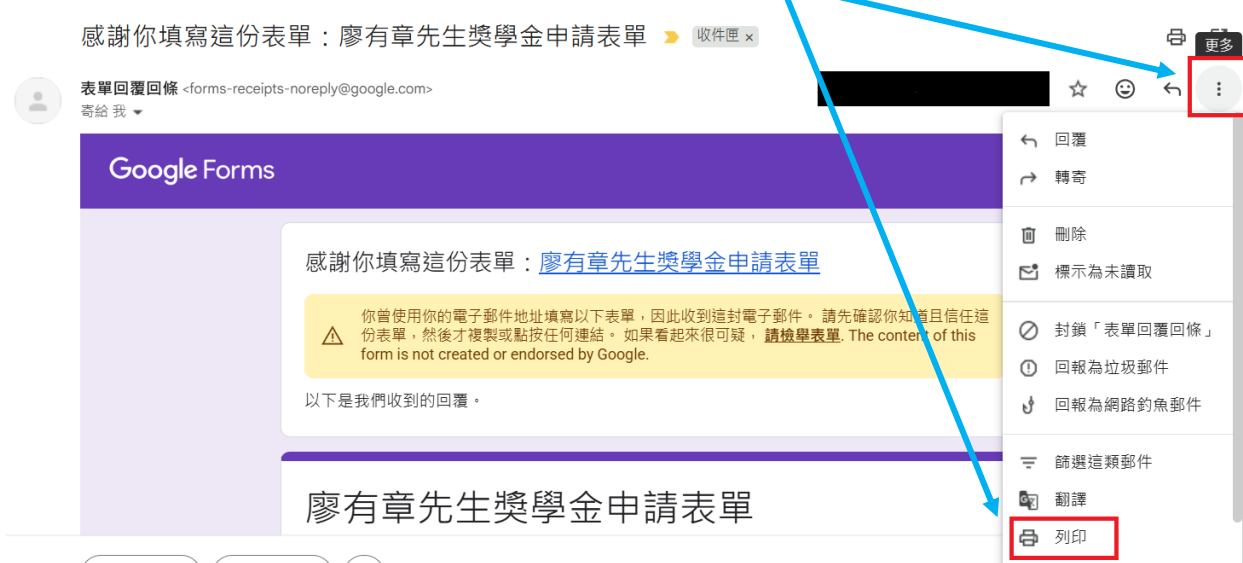 感謝你填寫這份表單：廖有章先生獎學金申請表單 收件匣 x
更多
表單回覆回條 <forms-receipts-noreply@google.com>
寄給 我
Google Forms
感謝你填寫這份表單：廖有章先生獎學金申請表單
你曾使用你的電子郵件地址填寫以下表單，因此收到這封電子郵件。 請先確認你知道且信任這
份表單，然後才複製或點按任何連結。 如果看起來很可疑， 請檢舉表單. The content of this
form is not created or endorsed by Google.
以下是我們收到的回覆。
廖有章先生獎學金申請表單
回覆
轉寄
刪除
標示為未讀取
封鎖「表單回覆回條」
回報為垃圾郵件
回報為網路釣魚郵件
篩選這類郵件
翻譯
列印